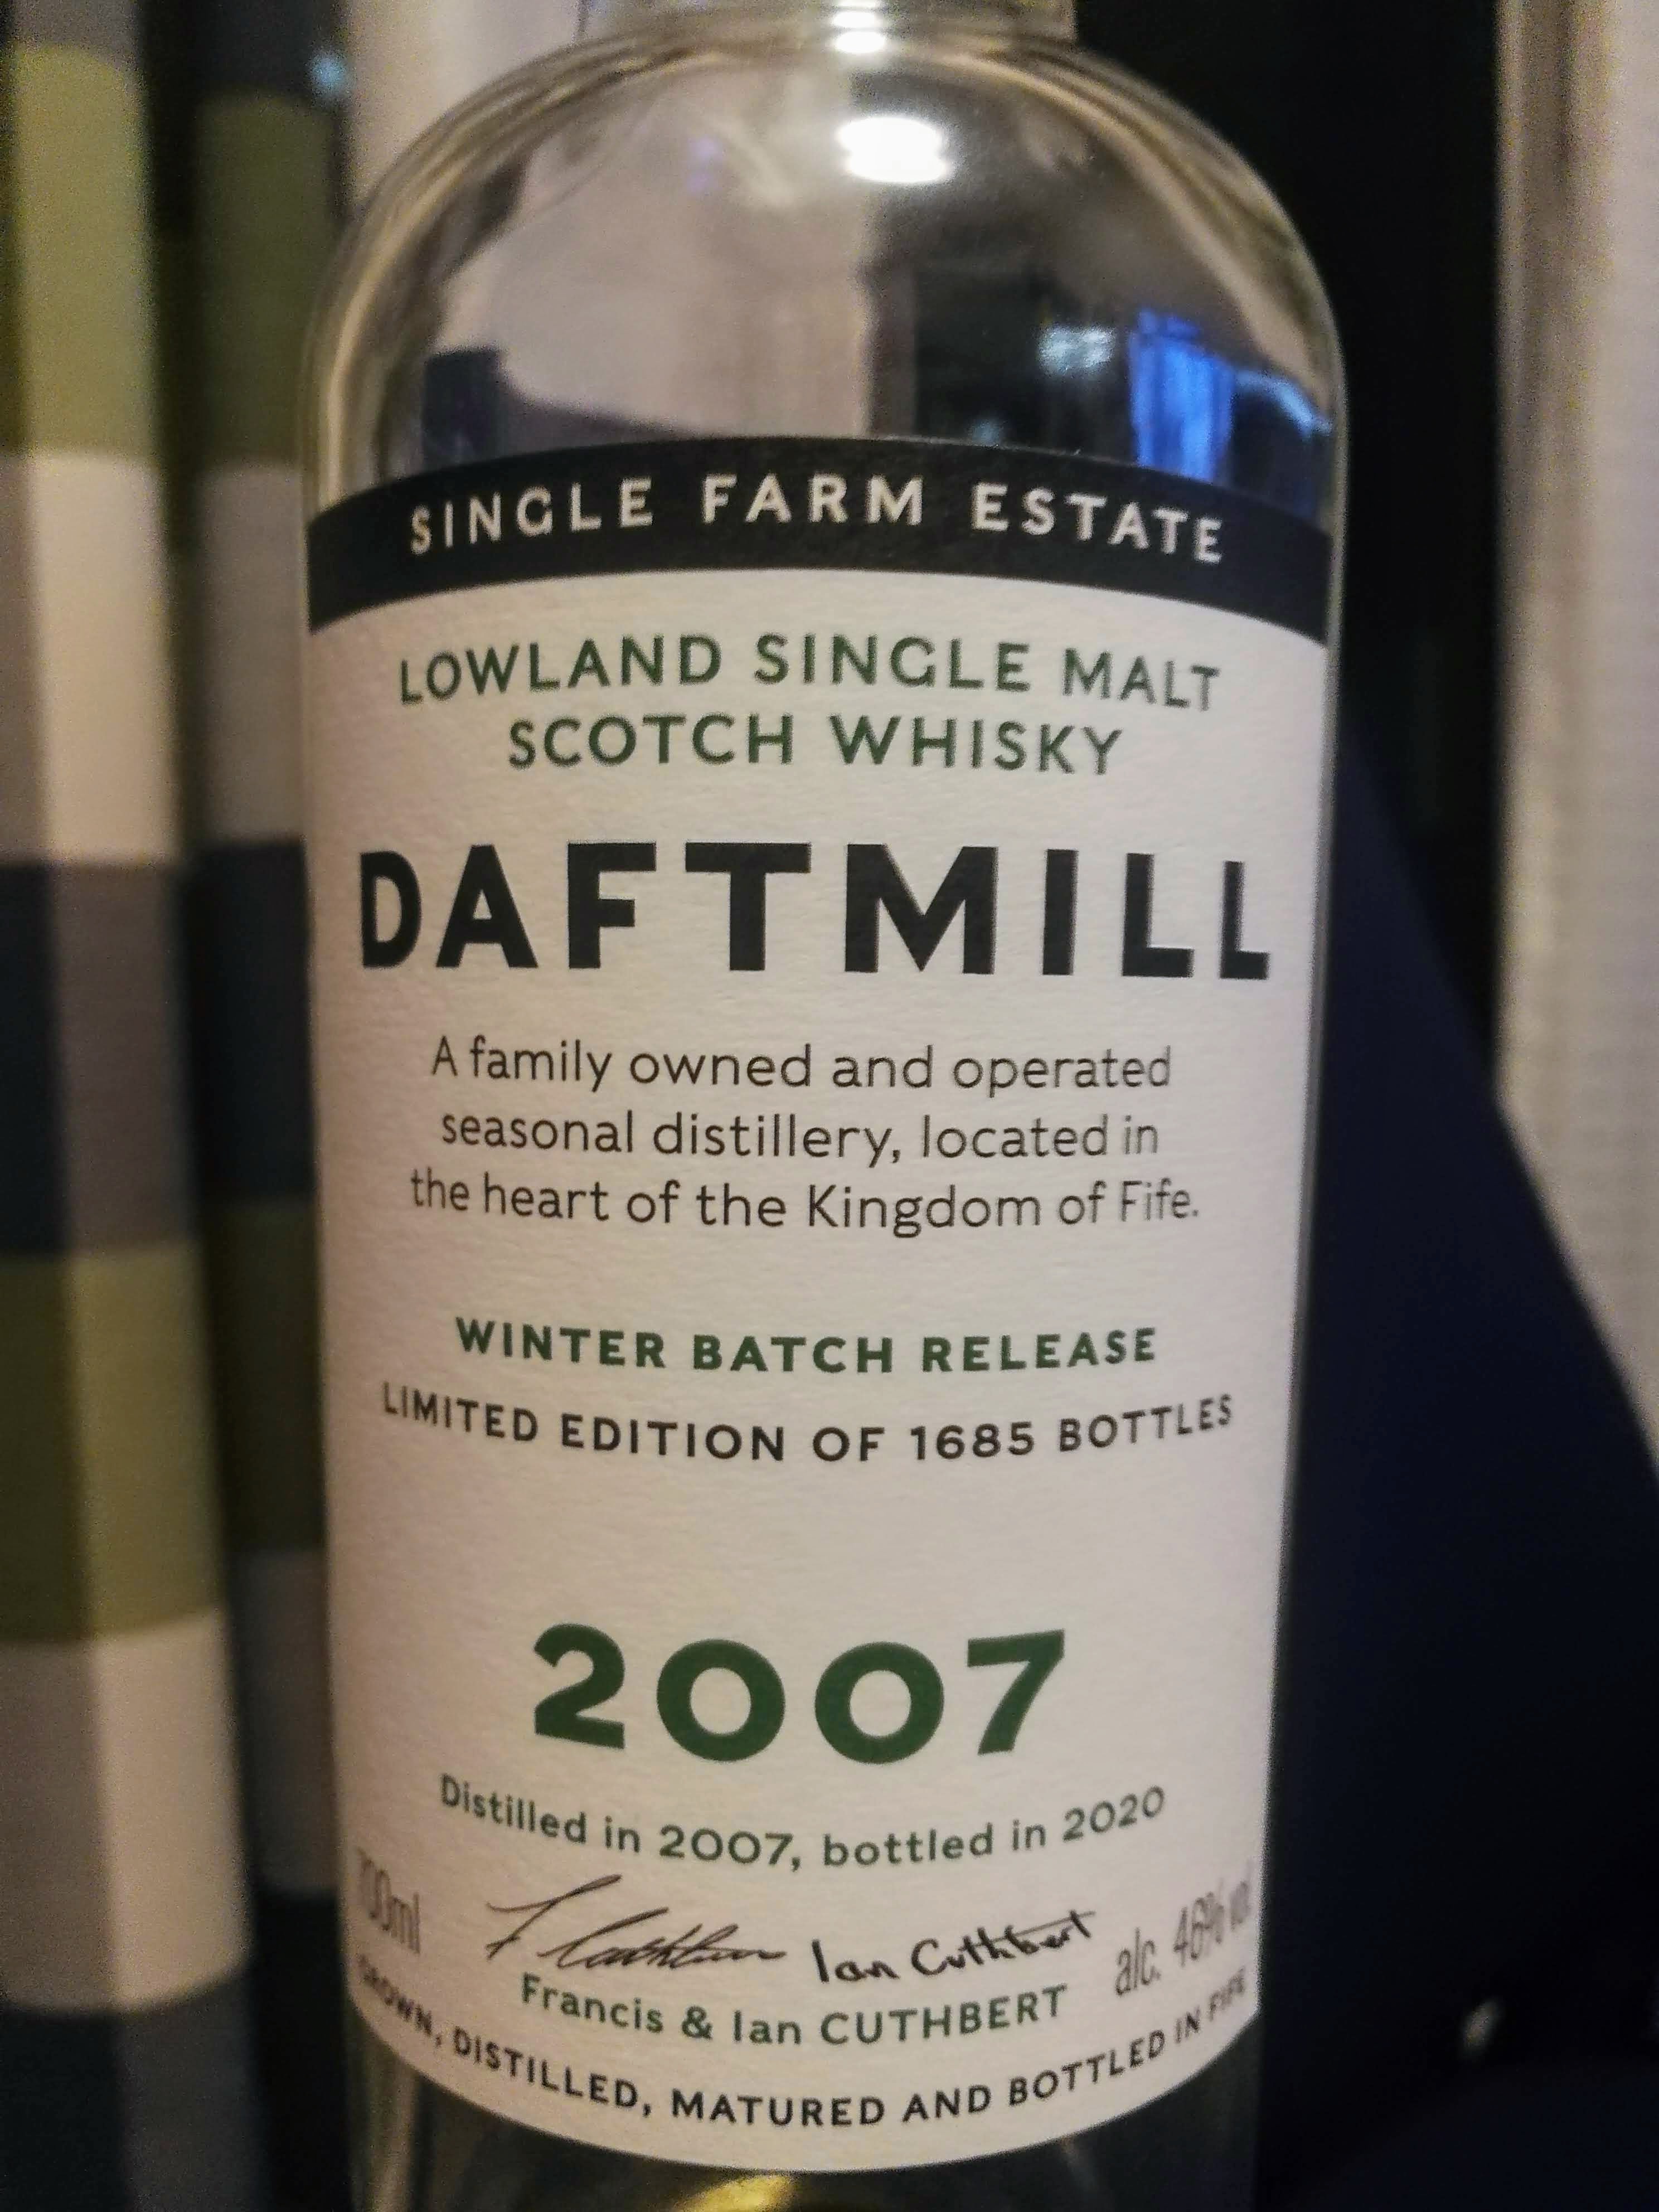 SINGLE FARM ESTATE
LOWLAND SINGLE MALT
SCOTCH WHISKY
DAFTMILL
A family owned and operated
seasonal distillery, located in
the heart of the Kingdom of Fife.
WINTER BATCH RELEASE
LIMITED EDITION OF 1685 BOTTLES
2007
Distilled in 2007, bottled in 2020
700ml
F Cuthbert Ian Cuthbert
alc. 46% vol
Francis & Ian CUTHBERT
GROWN, DISTILLED, MATURED AND BOTTLED IN FIFE